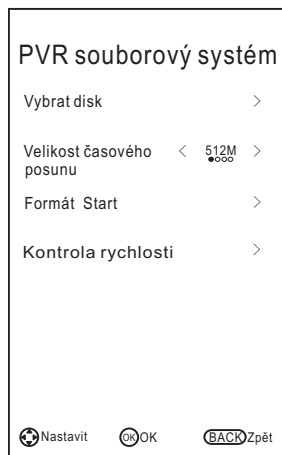 PVR souborový systém
Vybrat disk >
Velikost časového < 512M >
posunu
Formát Start >
Kontrola rychlosti >
Nastavit OK OK BACK Zpět